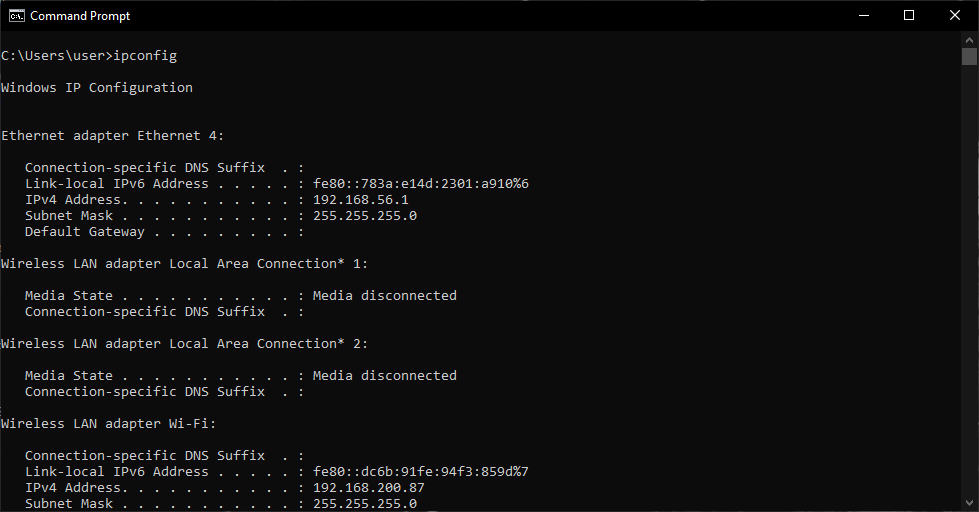 Command Prompt
C:\Users\user>ipconfig
Windows IP Configuration
Ethernet adapter Ethernet 4:
Connection-specific DNS Suffix  . :
Link-local IPv6 Address . . . . . : fe80::783a:e14d:2301:a910%6
IPv4 Address. . . . . . . . . . . : 192.168.56.1
Subnet Mask . . . . . . . . . . . : 255.255.255.0
Default Gateway . . . . . . . . . :
Wireless LAN adapter Local Area Connection* 1:
Media State . . . . . . . . . . . : Media disconnected
Connection-specific DNS Suffix  . :
Wireless LAN adapter Local Area Connection* 2:
Media State . . . . . . . . . . . : Media disconnected
Connection-specific DNS Suffix  . :
Wireless LAN adapter Wi-Fi:
Connection-specific DNS Suffix  . :
Link-local IPv6 Address . . . . . : fe80::dc6b:91fe:94f3:859d%7
IPv4 Address. . . . . . . . . . . : 192.168.200.87
Subnet Mask . . . . . . . . . . . : 255.255.255.0